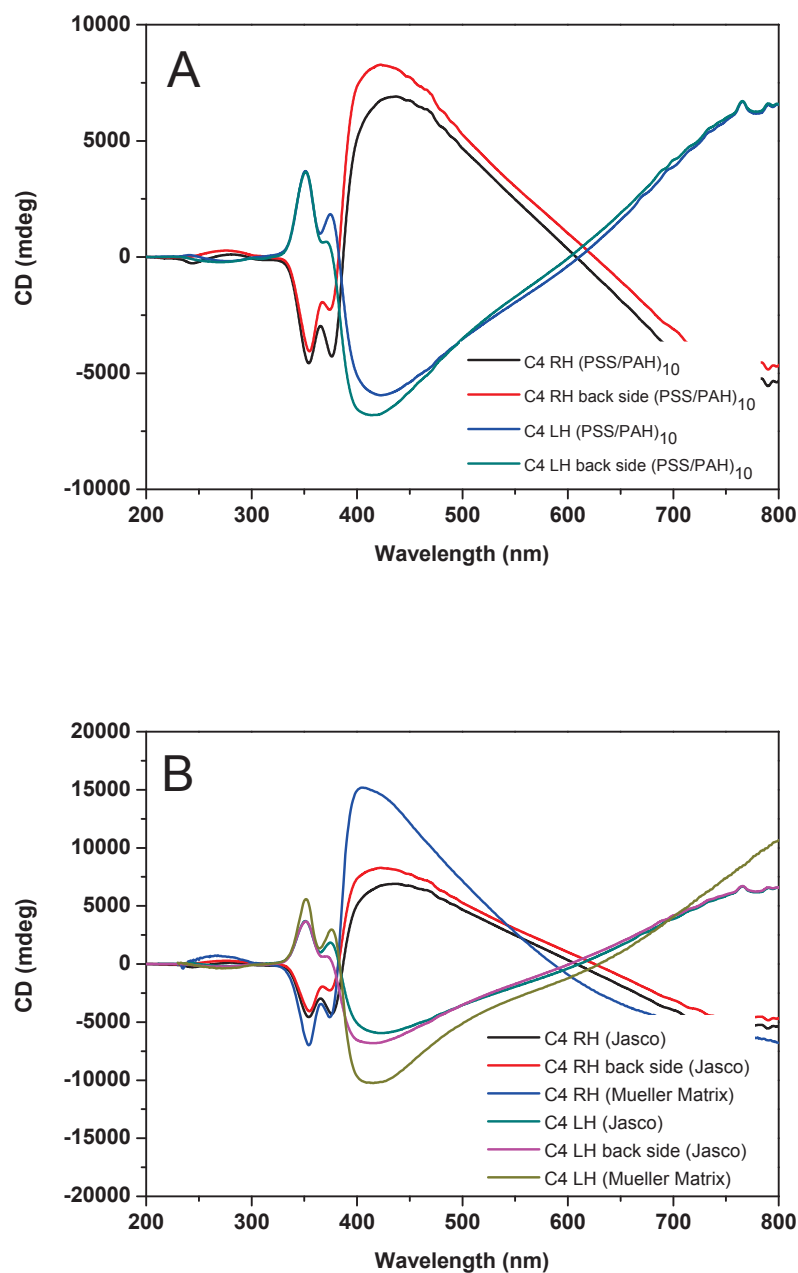 10000
A
5000
0
-5000
-10000
CD (mdeg)
C4 RH (PSS/PAH)10
C4 RH back side (PSS/PAH)10
C4 LH (PSS/PAH)10
C4 LH back side (PSS/PAH)10
200 300 400 500 600 700 800
Wavelength (nm)
20000
B
15000
10000
5000
0
-5000
-10000
-15000
-20000
CD (mdeg)
C4 RH (Jasco)
C4 RH back side (Jasco)
C4 RH (Mueller Matrix)
C4 LH (Jasco)
C4 LH back side (Jasco)
C4 LH (Mueller Matrix)
200 300 400 500 600 700 800
Wavelength (nm)